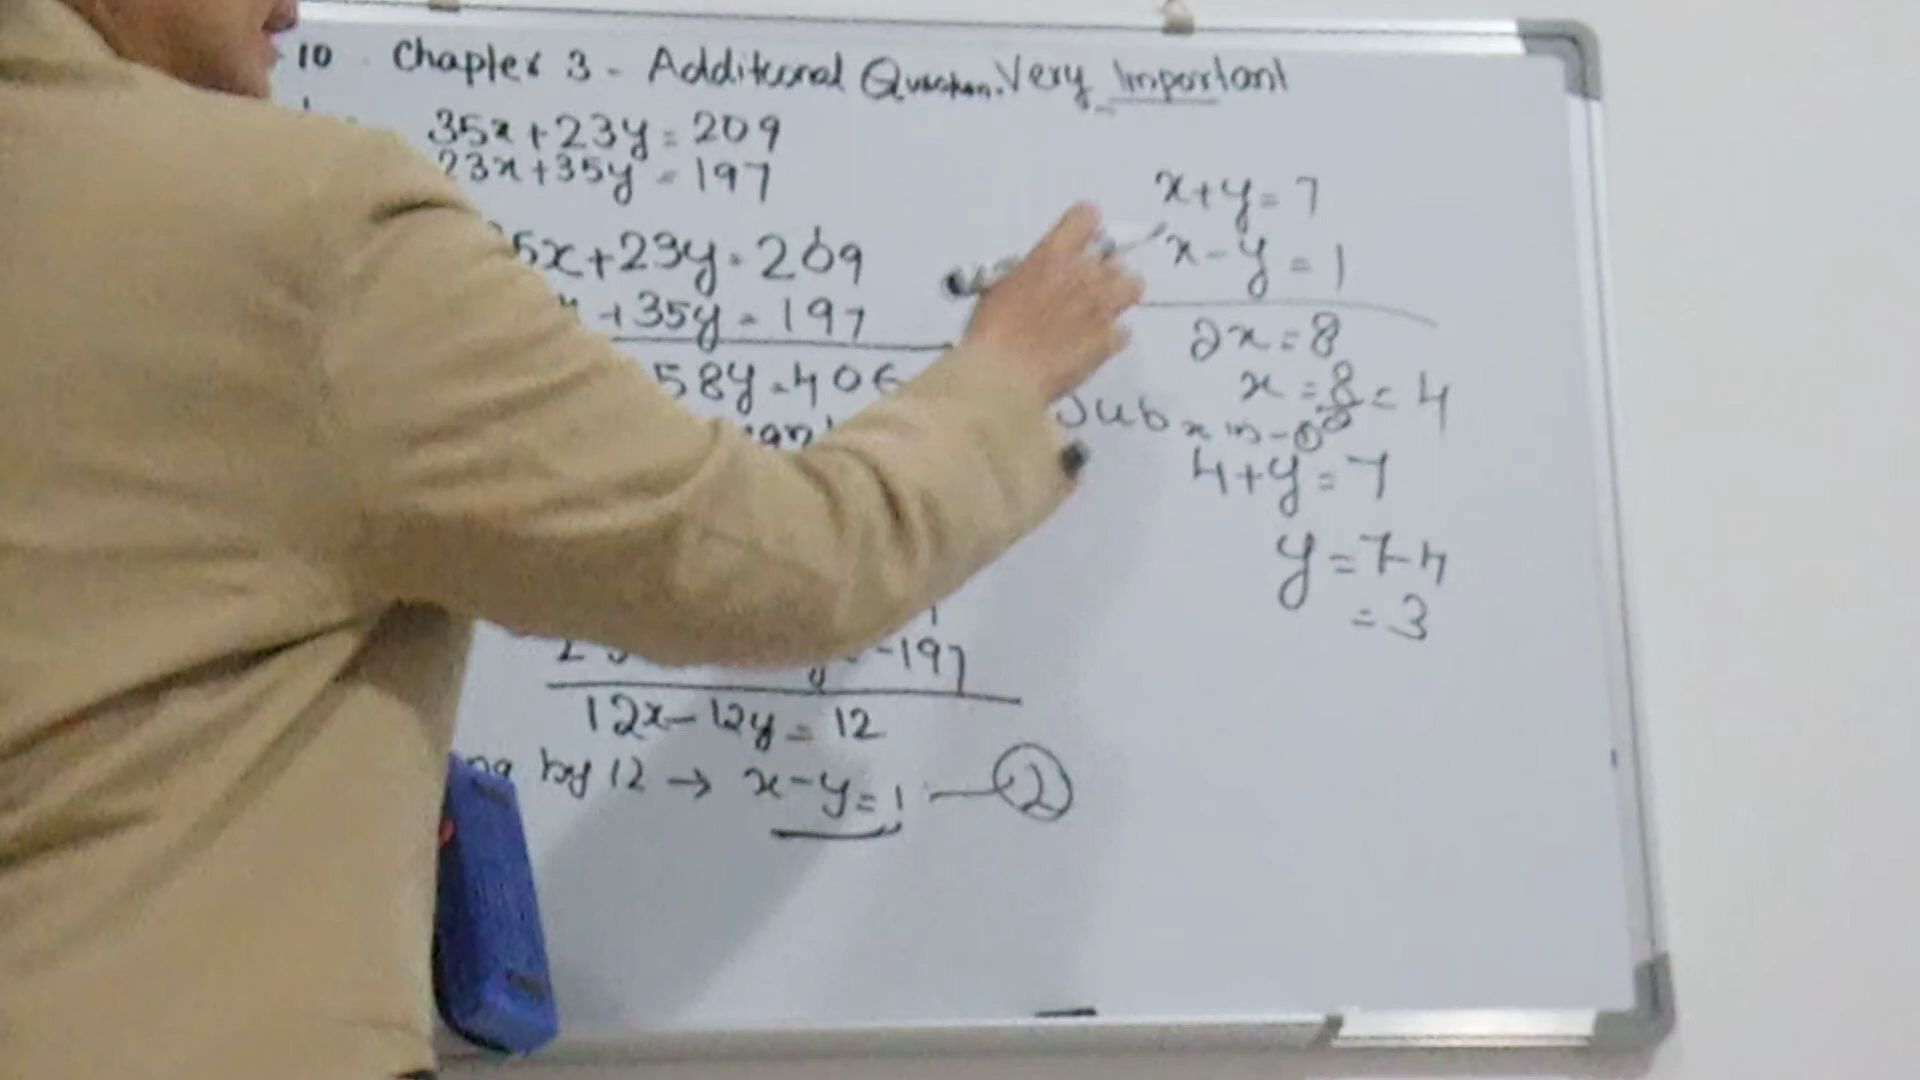 10. Chapter 3 - Additional Question. Very Important
35x+23y=209
23x+35y=197
5x+23y=209
+35y=197
58y=406
-197
12x-12y=12
by 12 → x-y=1 — 2
x+y=7
x-y=1
2x=8
x=8/2=4
Sub x in - ①
4+y=7
y=7-4
=3